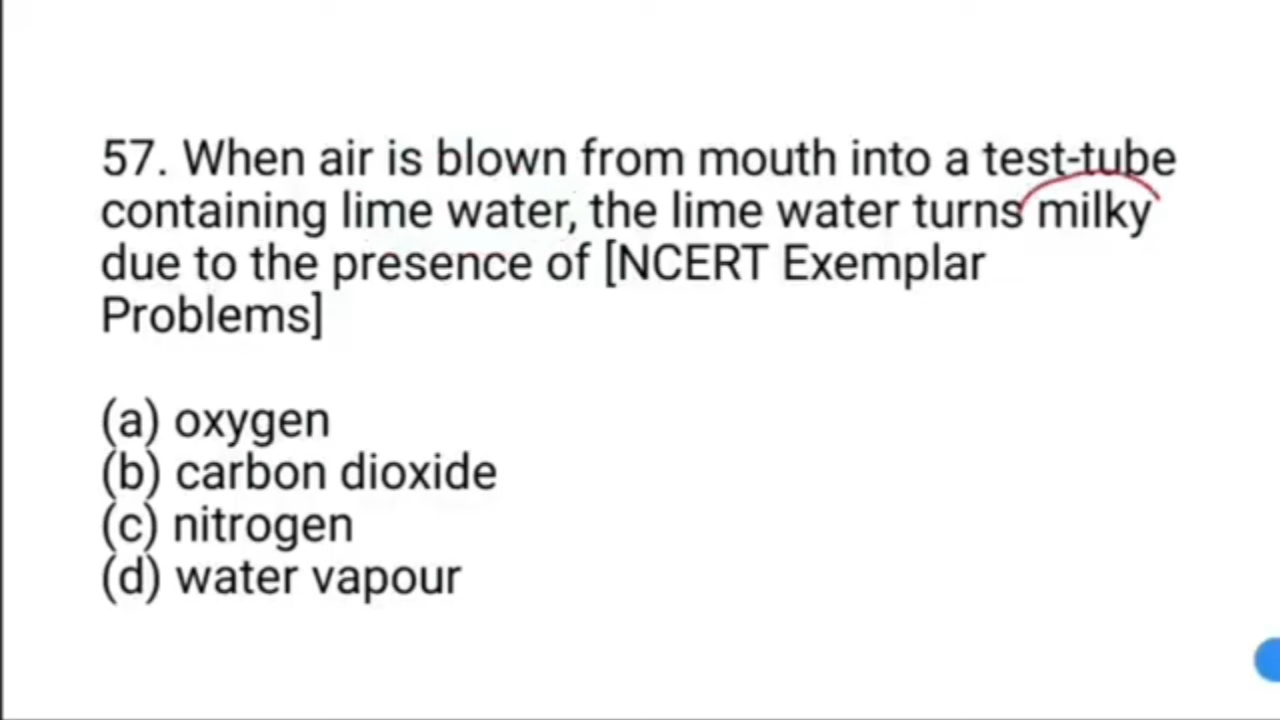 57. When air is blown from mouth into a test-tube
containing lime water, the lime water turns milky
due to the presence of [NCERT Exemplar
Problems]
(a) oxygen
(b) carbon dioxide
(c) nitrogen
(d) water vapour